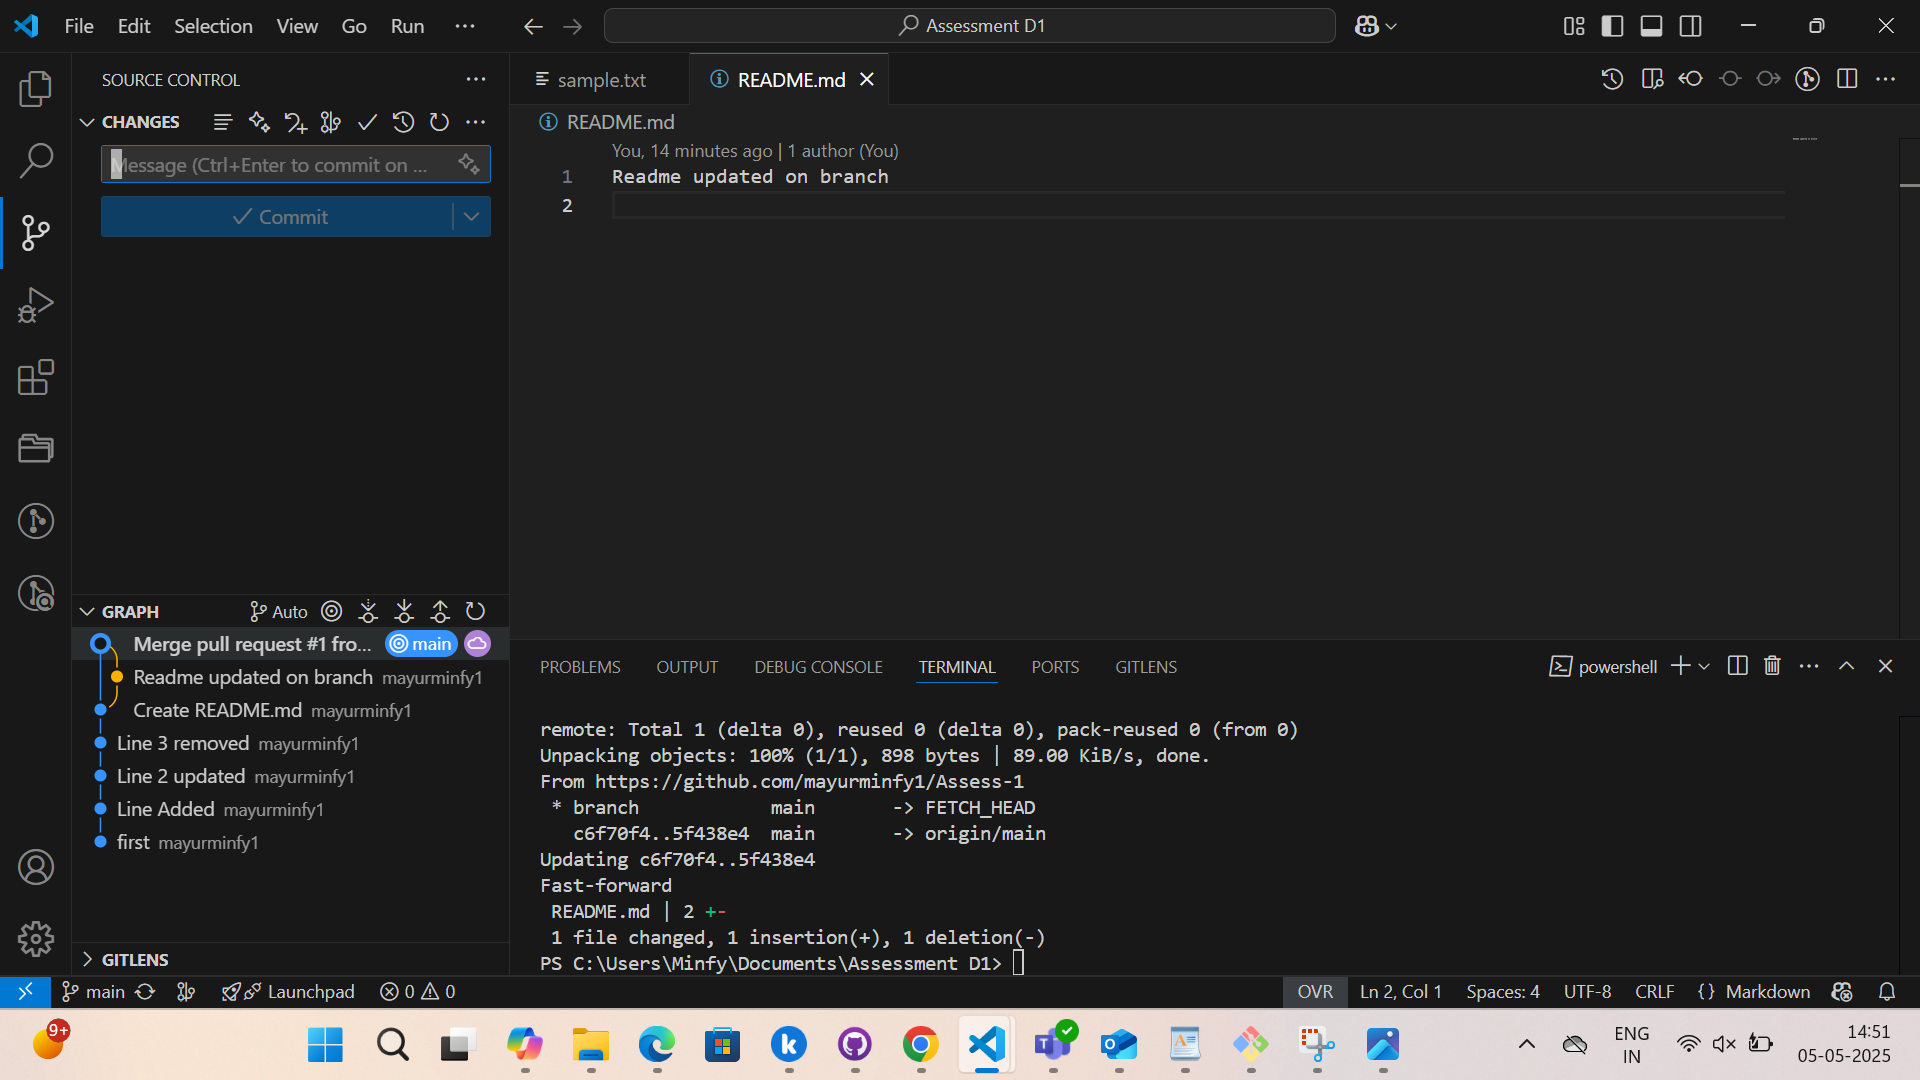 File Edit Selection View Go Run ···
Assessment D1
SOURCE CONTROL
CHANGES
Message (Ctrl+Enter to commit on ...
Commit
sample.txt
README.md
README.md
You, 14 minutes ago | 1 author (You)
1 Readme updated on branch
2
GRAPH Auto
Merge pull request #1 fro... main
Readme updated on branch mayurminfy1
Create README.md mayurminfy1
Line 3 removed mayurminfy1
Line 2 updated mayurminfy1
Line Added mayurminfy1
first mayurminfy1
GITLENS
PROBLEMS OUTPUT DEBUG CONSOLE TERMINAL PORTS GITLENS
powershell
remote: Total 1 (delta 0), reused 0 (delta 0), pack-reused 0 (from 0)
Unpacking objects: 100% (1/1), 898 bytes | 89.00 KiB/s, done.
From https://github.com/mayurminfy1/Assess-1
* branch main -> FETCH_HEAD
c6f70f4..5f438e4 main -> origin/main
Updating c6f70f4..5f438e4
Fast-forward
README.md | 2 +-
1 file changed, 1 insertion(+), 1 deletion(-)
PS C:\Users\Minfy\Documents\Assessment D1>
main Launchpad 0 0
OVR Ln 2, Col 1 Spaces: 4 UTF-8 CRLF {} Markdown
9+
ENG
IN
14:51
05-05-2025